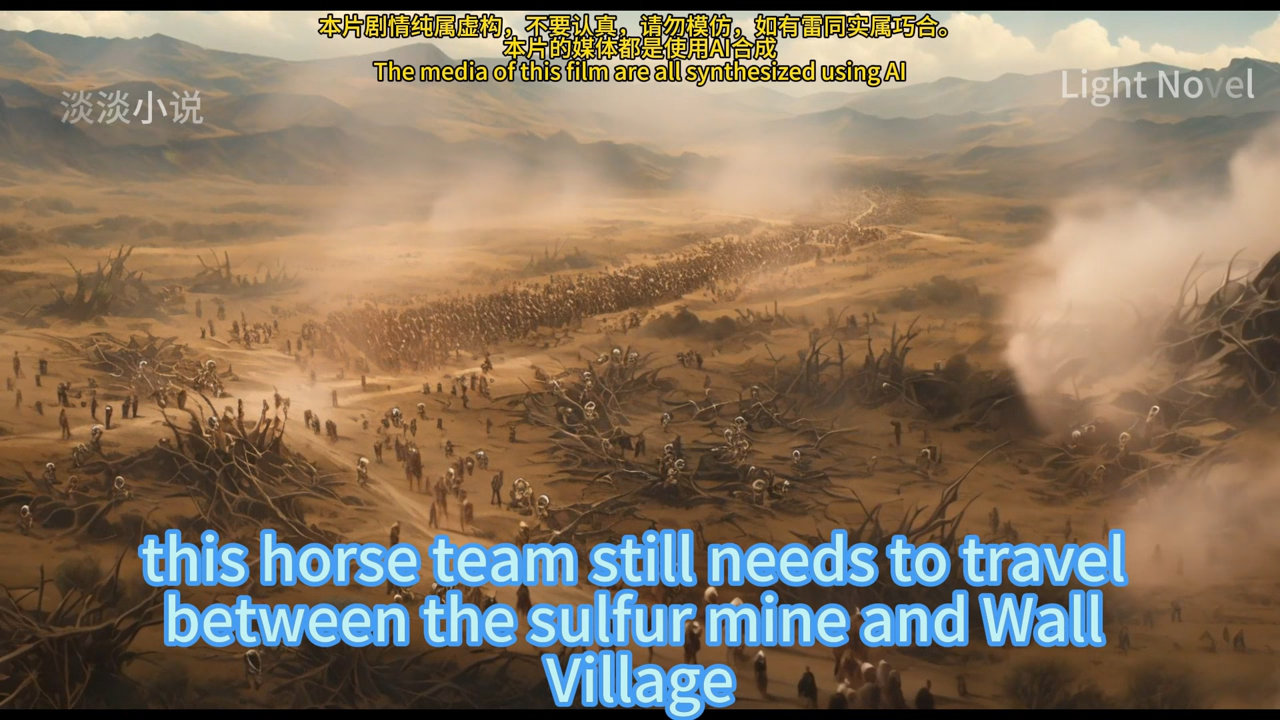 本片剧情纯属虚构，不要认真，请勿模仿，如有雷同实属巧合。
本片的媒体都是使用AI合成
The media of this film are all synthesized using AI
Light Novel
淡淡小说
this horse team still needs to travel
between the sulfur mine and Wall
Village